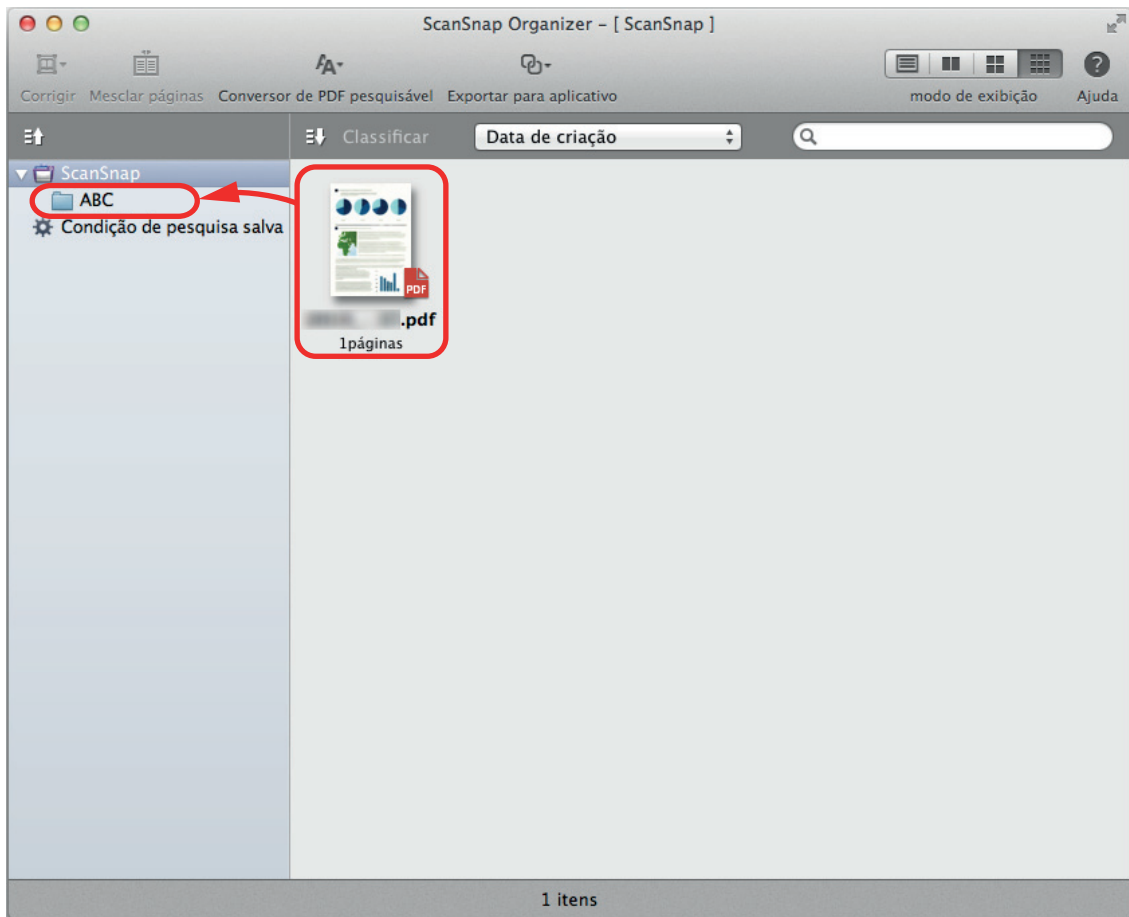 ScanSnap Organizer – [ ScanSnap ]
Corrigir Mesclar páginas Conversor de PDF pesquisável Exportar para aplicativo modo de exibição Ajuda
Classificar Data de criação
ScanSnap
ABC
Condição de pesquisa salva
PDF
.pdf
1páginas
1 itens